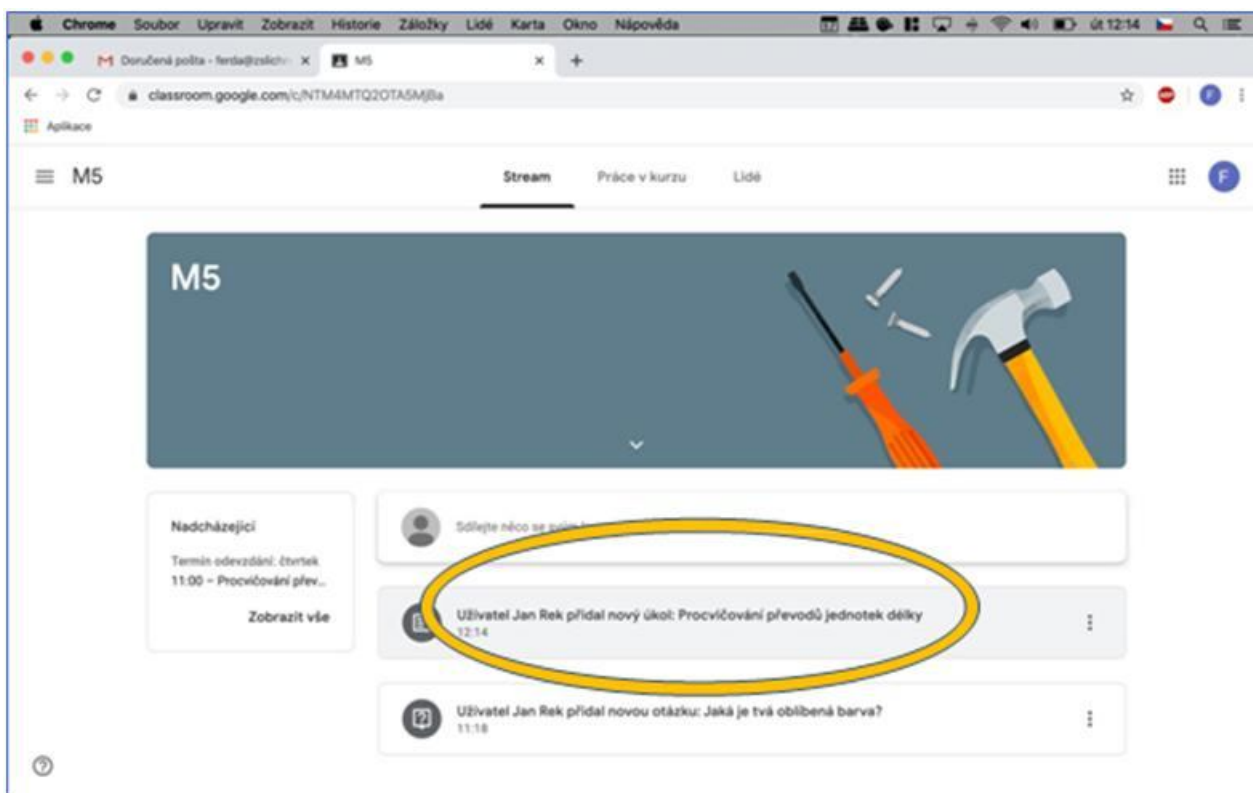 Chrome Soubor Upravit Zobrazit Historie Záložky Lidé Karta Okno Nápověda út 12:14
Doručená pošta - ferda@zslichn
M5
classroom.google.com/c/NTM4MTQ2OTA5MjBa
Aplikace
M5
Stream Práce v kurzu Lidé
F
M5
Nadcházející
Termín odevzdání: čtvrtek
11:00 – Procvičování přev...
Zobrazit vše
Sdílejte něco se
Uživatel Jan Rek přidal nový úkol: Procvičování převodů jednotek délky
12:14
Uživatel Jan Rek přidal novou otázku: Jaká je tvá oblíbená barva?
11:18